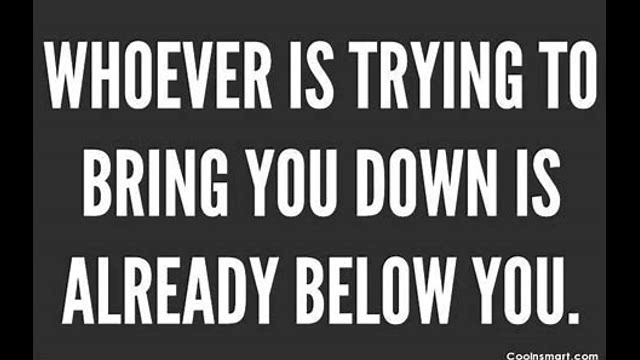 WHOEVER IS TRYING TO
BRING YOU DOWN IS
ALREADY BELOW YOU.
Coolnsmart.com